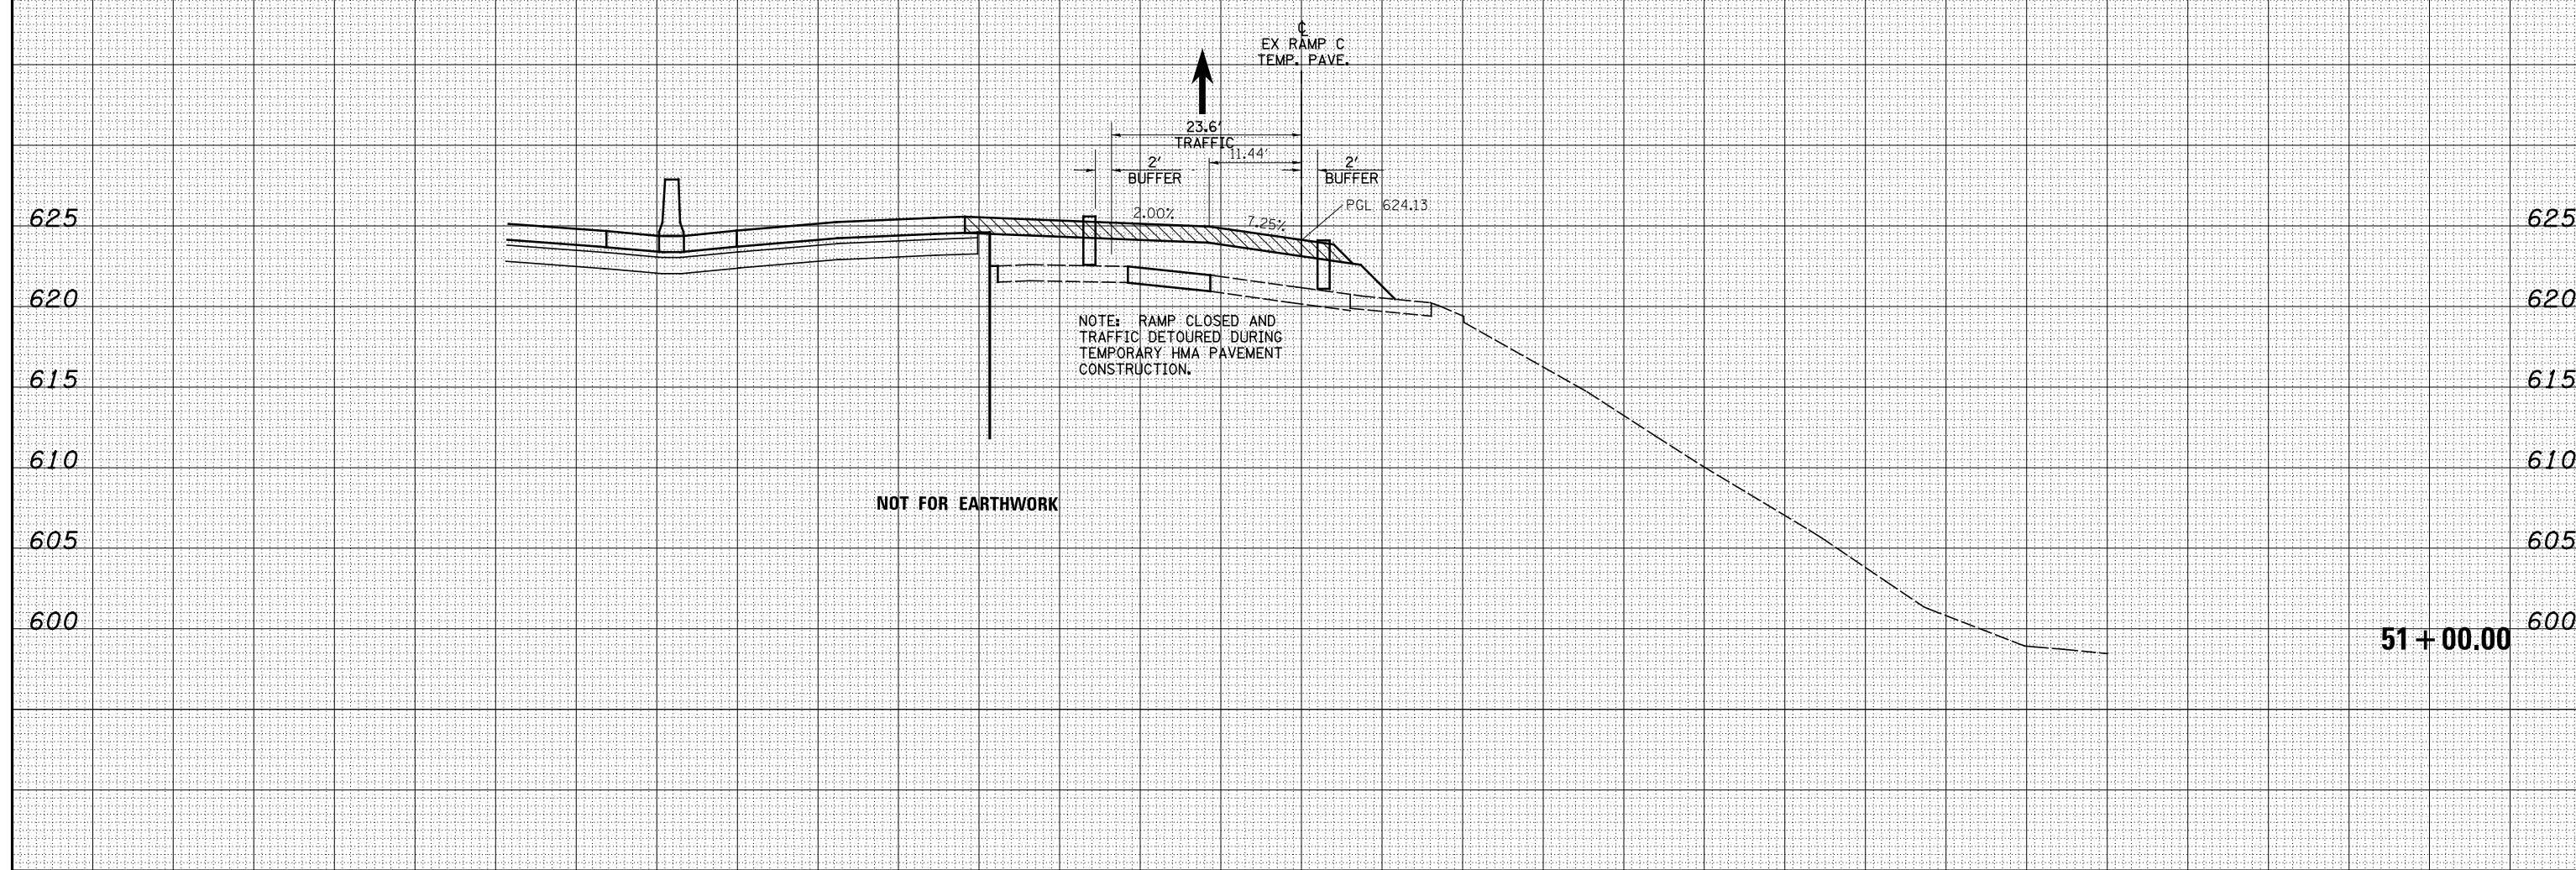 ℄
EX RAMP C
TEMP. PAVE.
23.6'
TRAFFIC
11.44'
2'
BUFFER
2'
BUFFER
2.00%
7.25%
PGL 624.13
625
625
620
620
NOTE: RAMP CLOSED AND
TRAFFIC DETOURED DURING
TEMPORARY HMA PAVEMENT
CONSTRUCTION.
615
615
610
610
NOT FOR EARTHWORK
605
605
600
600
51+00.00